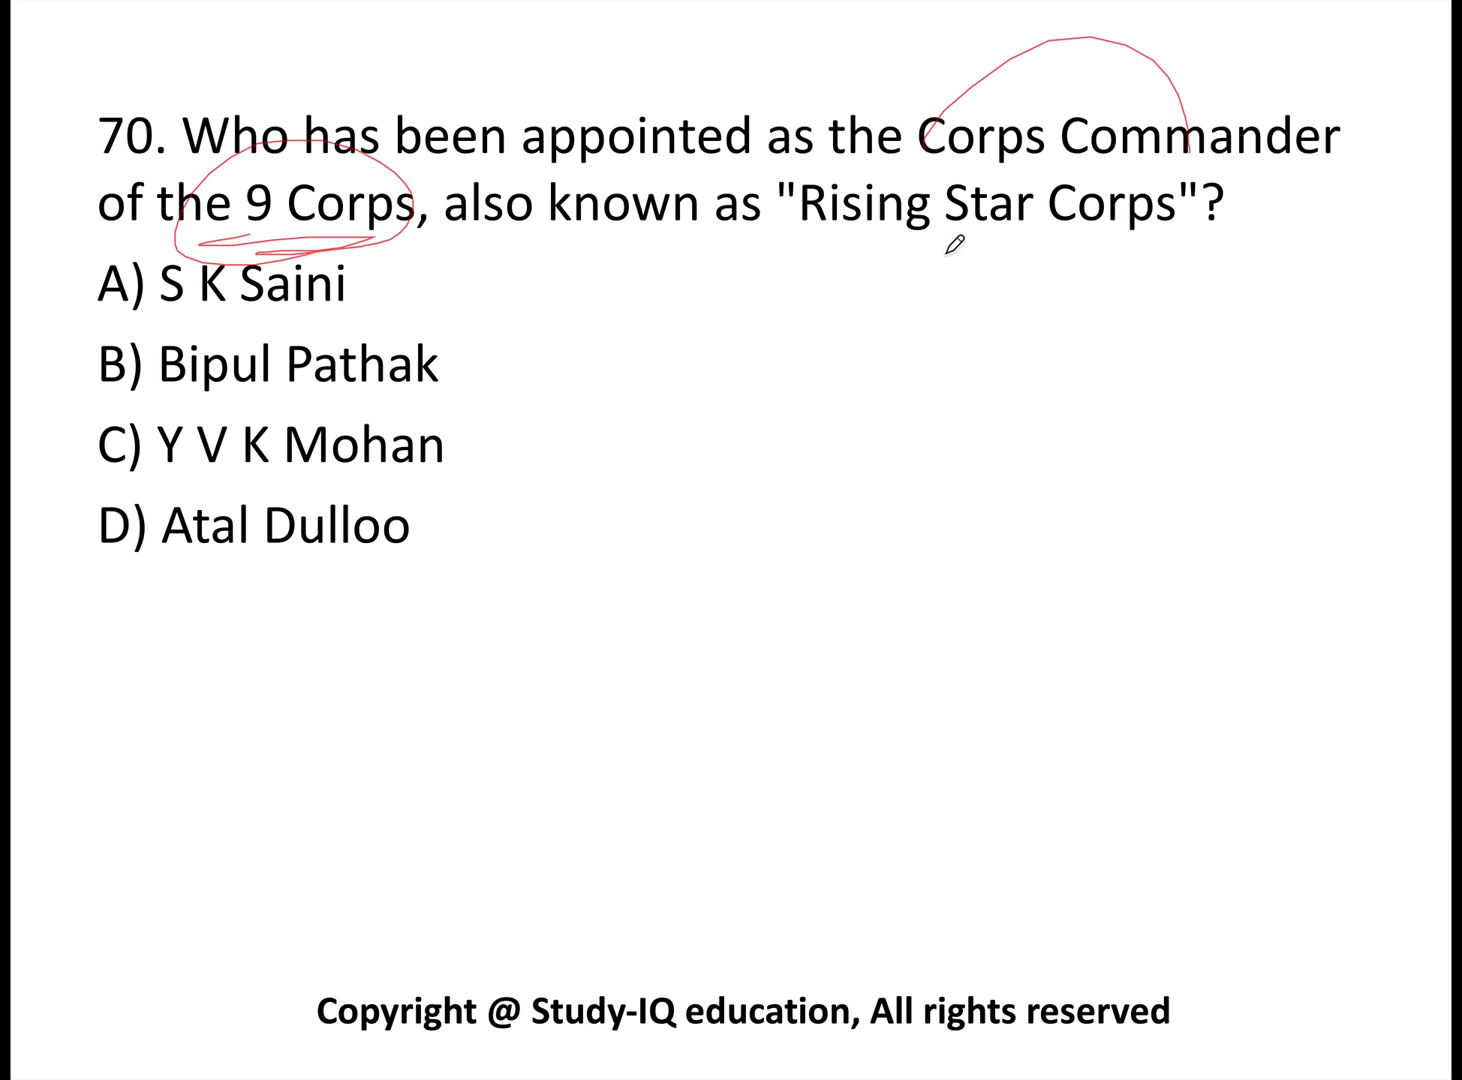 70. Who has been appointed as the Corps Commander
of the 9 Corps, also known as "Rising Star Corps"?
A) S K Saini
B) Bipul Pathak
C) Y V K Mohan
D) Atal Dulloo
Copyright @ Study-IQ education, All rights reserved